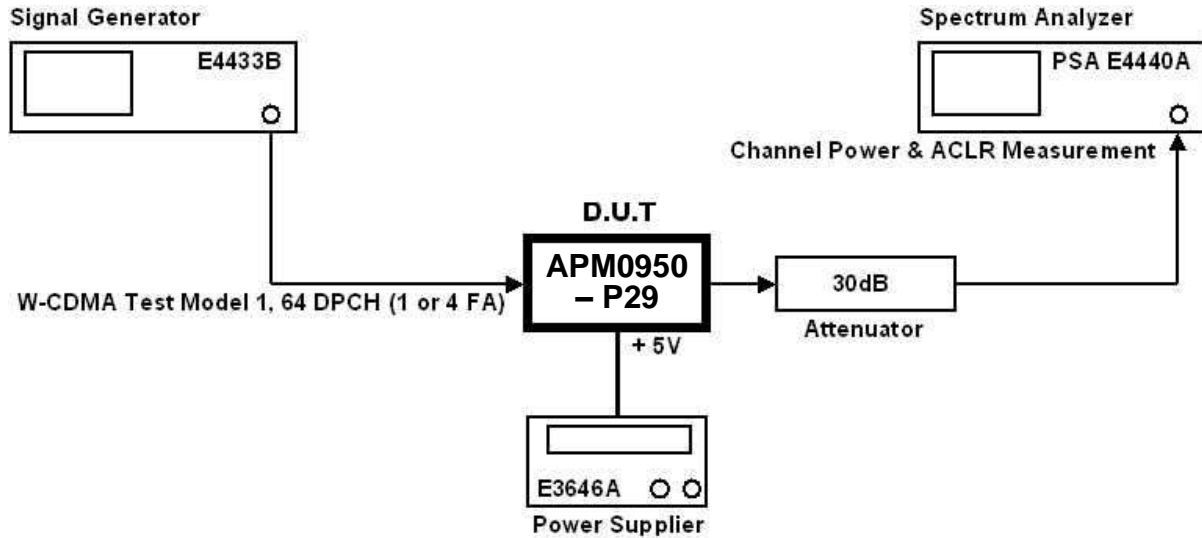 Signal Generator
Spectrum Analyzer
E4433B
PSA E4440A
Channel Power & ACLR Measurement
D.U.T
APM0950
– P29
30dB
W-CDMA Test Model 1, 64 DPCH (1 or 4 FA)
Attenuator
+ 5V
E3646A
Power Supplier